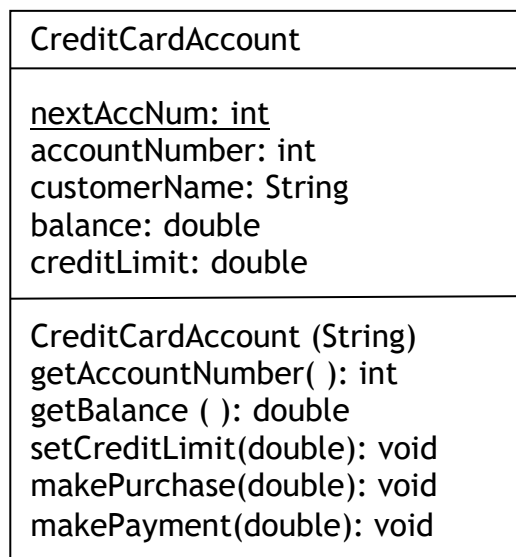 CreditCardAccount
nextAccNum: int
accountNumber: int
customerName: String
balance: double
creditLimit: double
CreditCardAccount (String)
getAccountNumber( ): int
getBalance ( ): double
setCreditLimit(double): void
makePurchase(double): void
makePayment(double): void